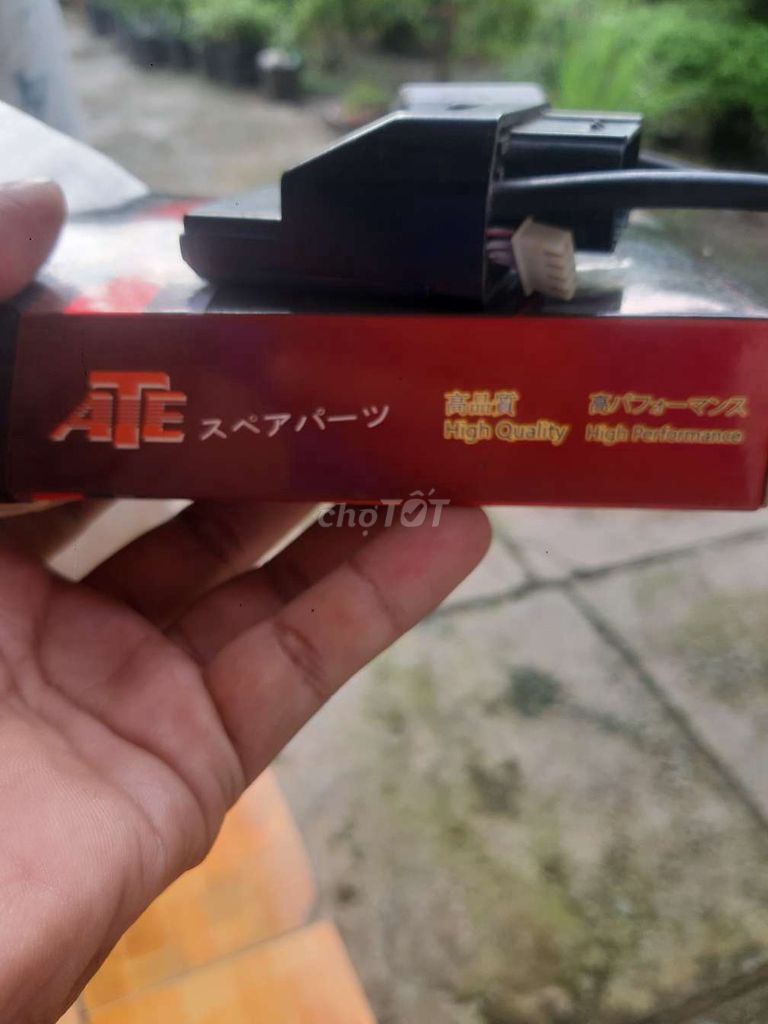 ATE スペアパーツ
高品質 高パフォーマンス
High Quality High Performance
chợTỐT